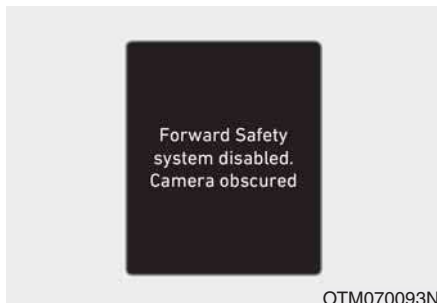 Forward Safety
system disabled.
Camera obscured
OTM070093N